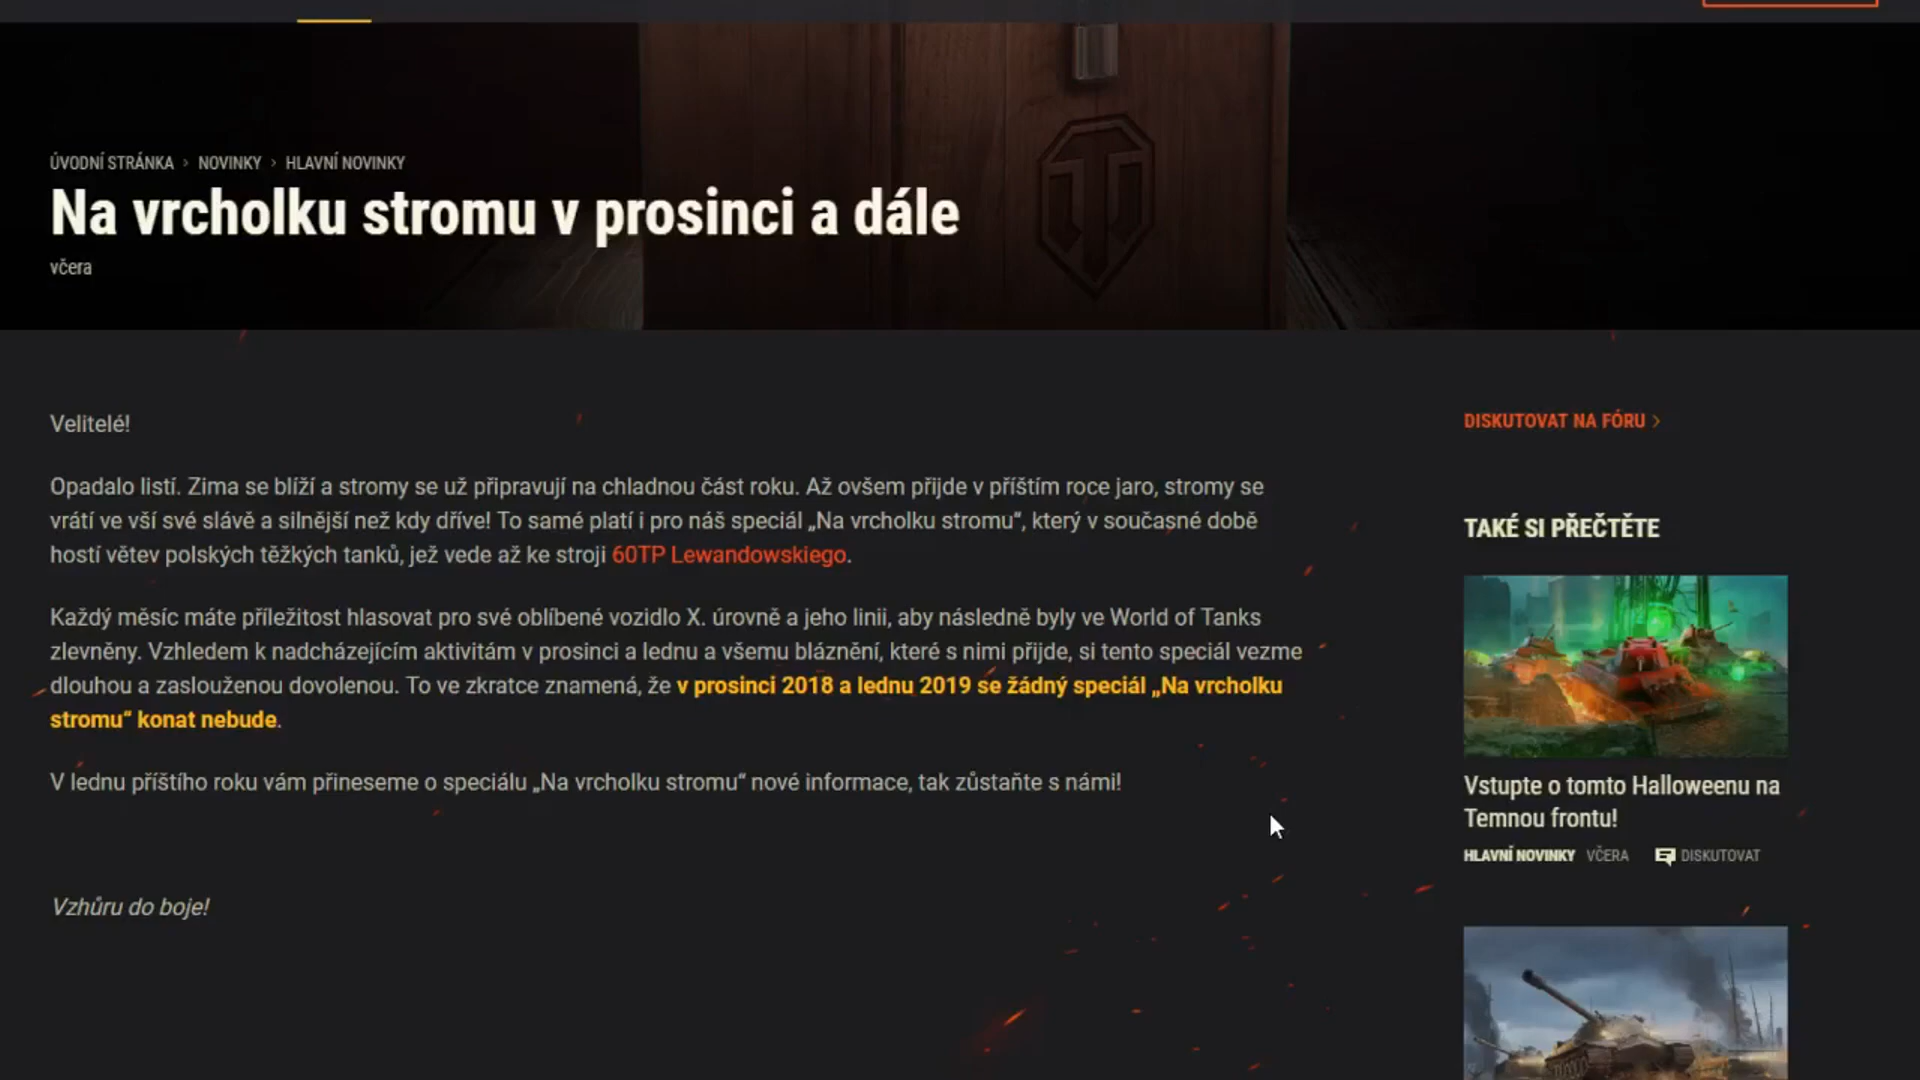 ÚVODNÍ STRÁNKA › NOVINKY › HLAVNÍ NOVINKY
Na vrcholku stromu v prosinci a dále
včera
Velitelé!
Opadalo listí. Zima se blíží a stromy se už připravují na chladnou část roku. Až ovšem přijde v příštím roce jaro, stromy se
vrátí ve vší své slávě a silnější než kdy dříve! To samé platí i pro náš speciál „Na vrcholku stromu“, který v současné době
hostí větev polských těžkých tanků, jež vede až ke stroji 60TP Lewandowskiego.
Každý měsíc máte příležitost hlasovat pro své oblíbené vozidlo X. úrovně a jeho linii, aby následně byly ve World of Tanks
zlevněny. Vzhledem k nadcházejícím aktivitám v prosinci a lednu a všemu bláznění, které s nimi přijde, si tento speciál vezme
dlouhou a zaslouženou dovolenou. To ve zkratce znamená, že v prosinci 2018 a lednu 2019 se žádný speciál „Na vrcholku
stromu“ konat nebude.
V lednu příštího roku vám přineseme o speciálu „Na vrcholku stromu“ nové informace, tak zůstaňte s námi!
Vzhůru do boje!
DISKUTOVAT NA FÓRU ›
TAKÉ SI PŘEČTĚTE
Vstupte o tomto Halloweenu na
Temnou frontu!
HLAVNÍ NOVINKY VČERA DISKUTOVAT